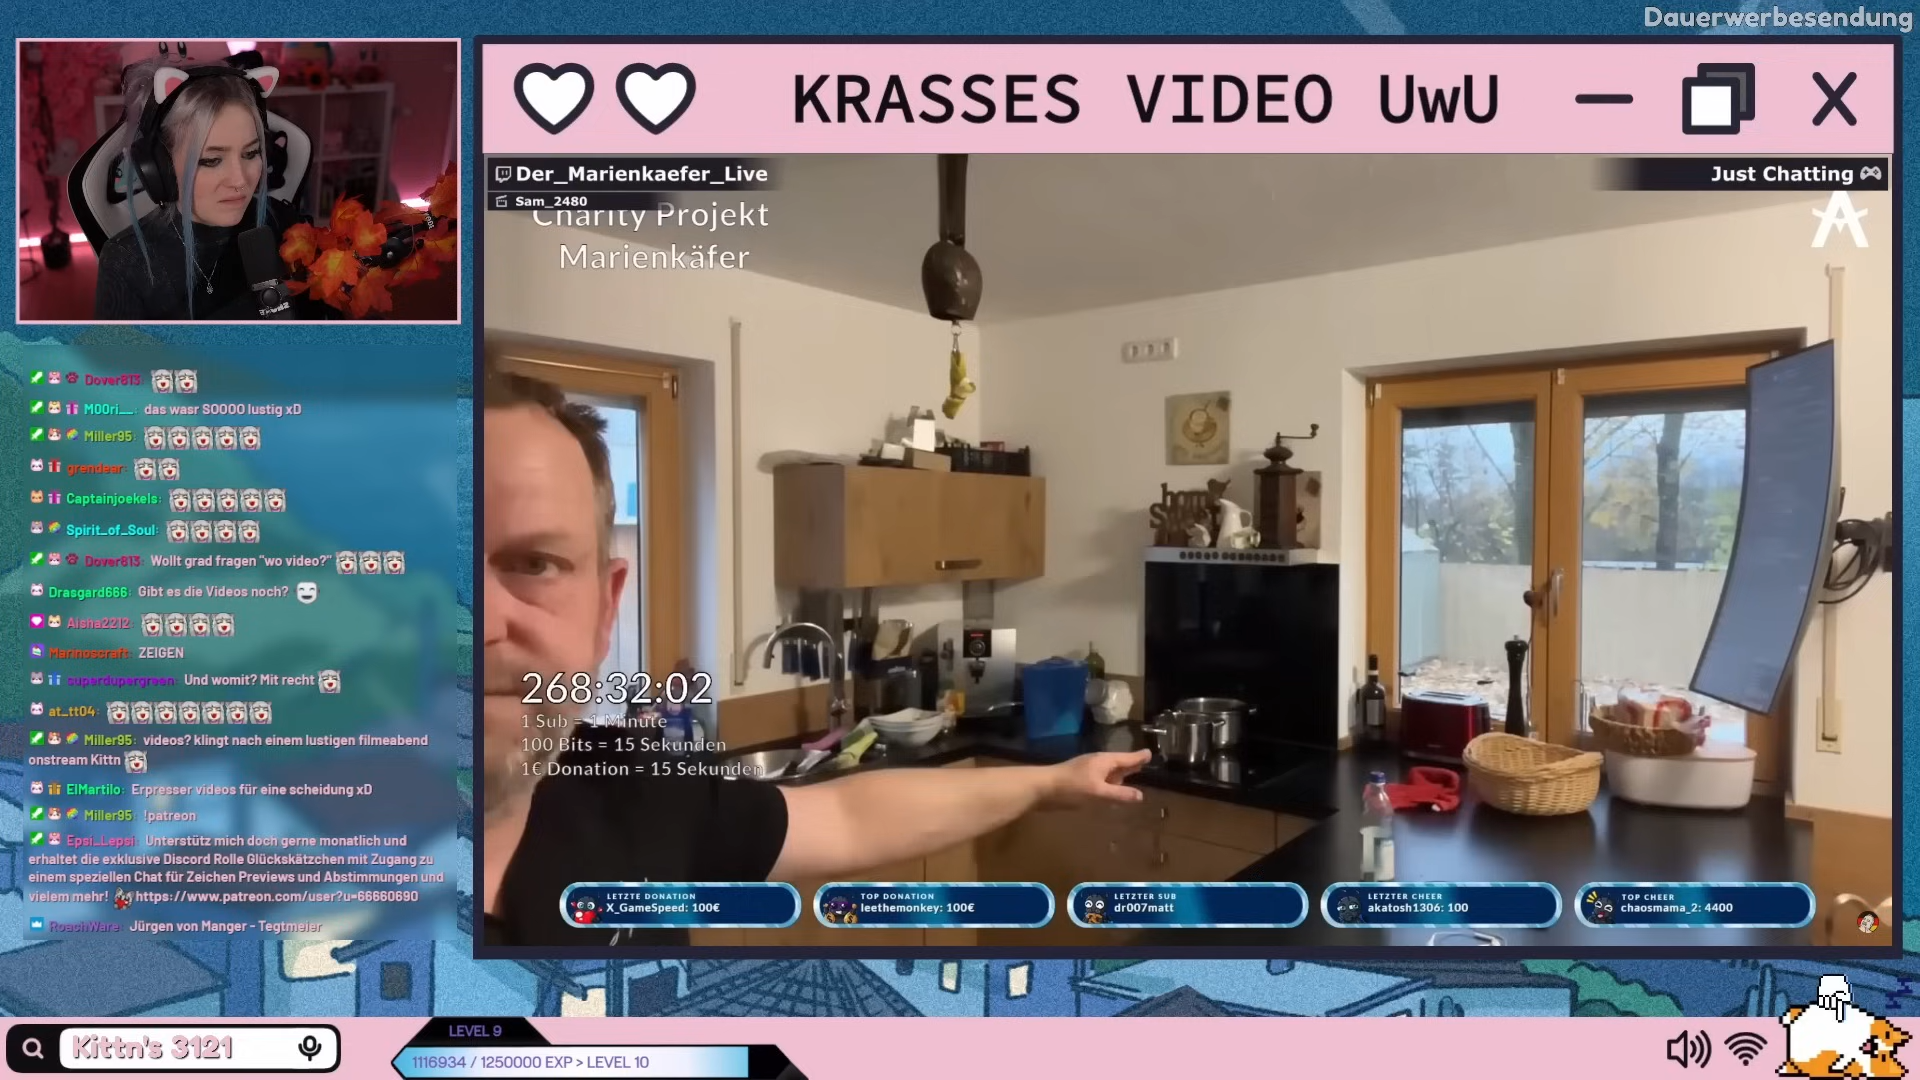 Dauerwerbesendung
KRASSES VIDEO UwU
Der_Marienkaefer_Live
Just Chatting
Sam_2480
Charity Projekt
Marienkäfer
268:32:02
1 Sub = 1 Minute
100 Bits = 15 Sekunden
1€ Donation = 15 Sekunden
LETZTE DONATION
X_GameSpeed: 100€
TOP DONATION
leethemonkey: 100€
LETZTER SUB
dr007matt
LETZTER CHEER
akatosh1306: 100
TOP CHEER
chaosmama_2: 4400
Dover813:
M00ri__: das wasr SOOOO lustig xD
Miller95:
grendear:
Captainjoekels:
Spirit_of_Soul:
Dover813: Wollt grad fragen "wo video?"
Drasgard666: Gibt es die Videos noch?
Aisha2212:
Marinoscraft: ZEIGEN
superdupergreen: Und womit? Mit recht
at_tt04:
Miller95: videos? klingt nach einem lustigen filmeabend
onstream Kittn
ElMartilo: Erpresser videos für eine scheidung xD
Miller95: !patreon
Epsi_Lepsi: Unterstütz mich doch gerne monatlich und
erhaltet die exklusive Discord Rolle Glückskätzchen mit Zugang zu
einem speziellen Chat für Zeichen Previews und Abstimmungen und
vielem mehr! https://www.patreon.com/user?u=66660690
RoachWare: Jürgen von Manger - Tegtmeier
Kittn's 3121
LEVEL 9
1116934 / 1250000 EXP > LEVEL 10